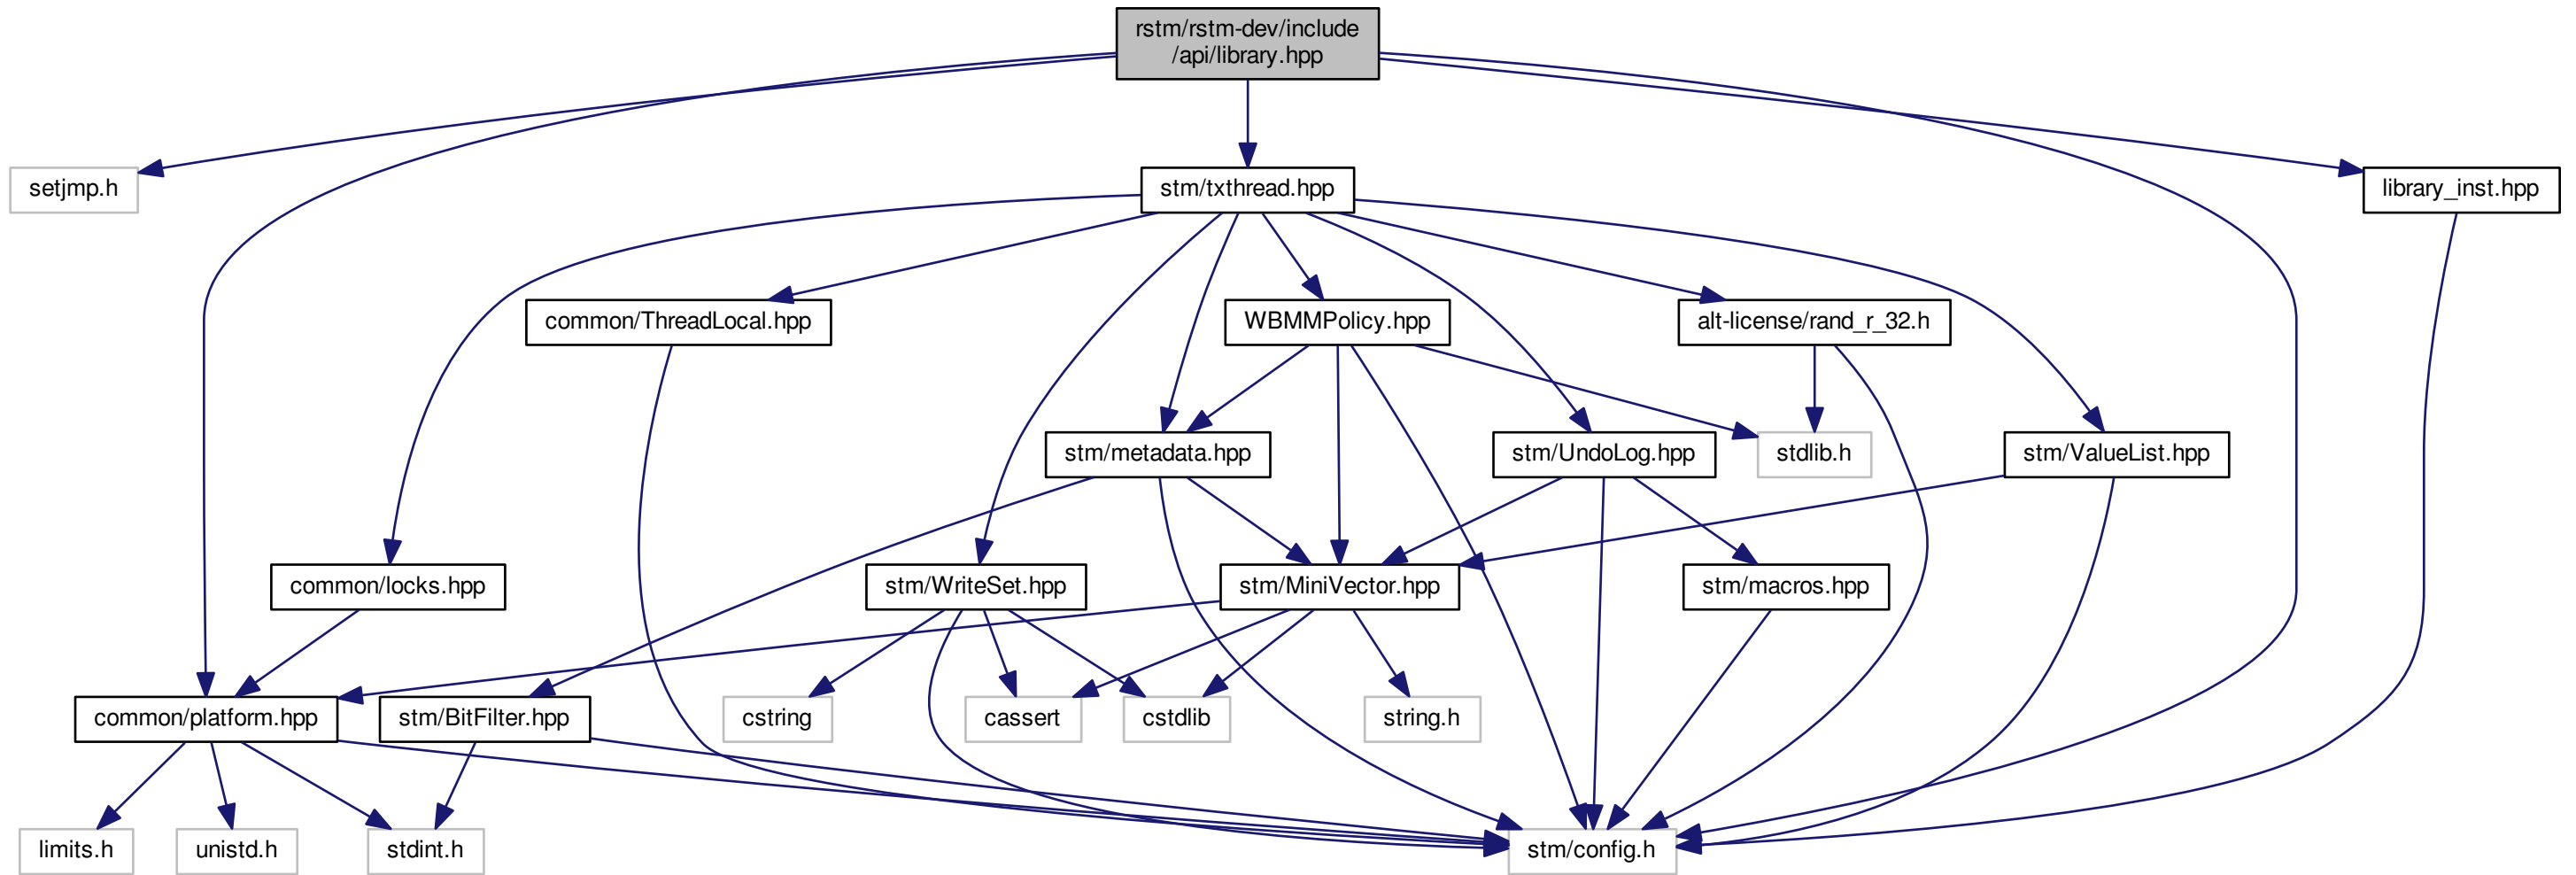 rstm/rstm-dev/include
/api/library.hpp
setjmp.h
stm/txthread.hpp
library_inst.hpp
common/ThreadLocal.hpp
WBMMPolicy.hpp
alt-license/rand_r_32.h
stm/metadata.hpp
stm/UndoLog.hpp
stdlib.h
stm/ValueList.hpp
common/locks.hpp
stm/WriteSet.hpp
stm/MiniVector.hpp
stm/macros.hpp
common/platform.hpp
stm/BitFilter.hpp
cstring
cassert
cstdlib
string.h
limits.h
unistd.h
stdint.h
stm/config.h